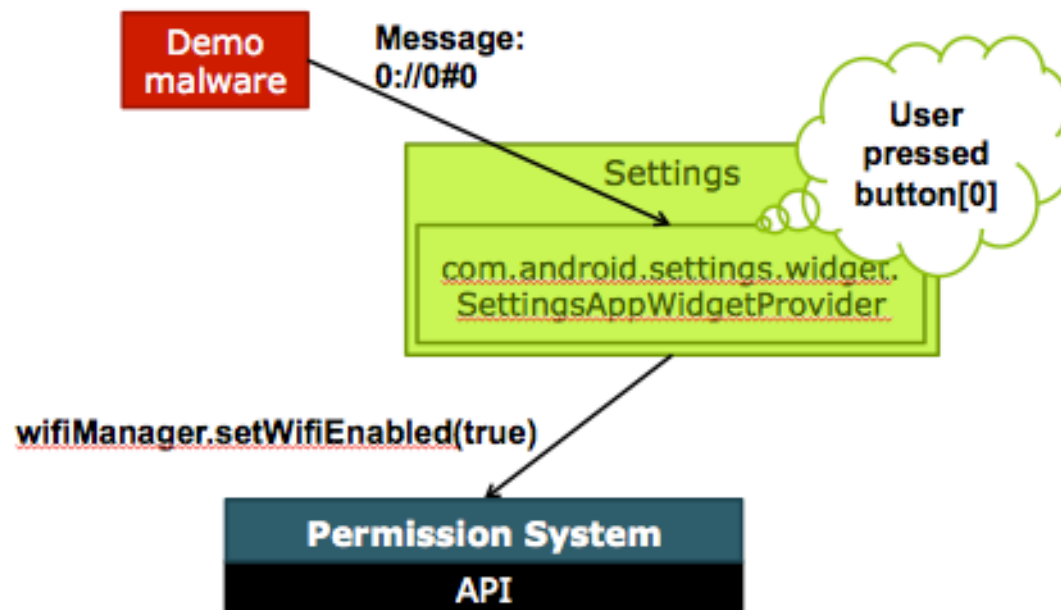 Demo
malware
Message:
0://0#0
User
pressed
button[0]
Settings
com.android.settings.widget.
SettingsAppWidgetProvider
wifiManager.setWifiEnabled(true)
Permission System
API